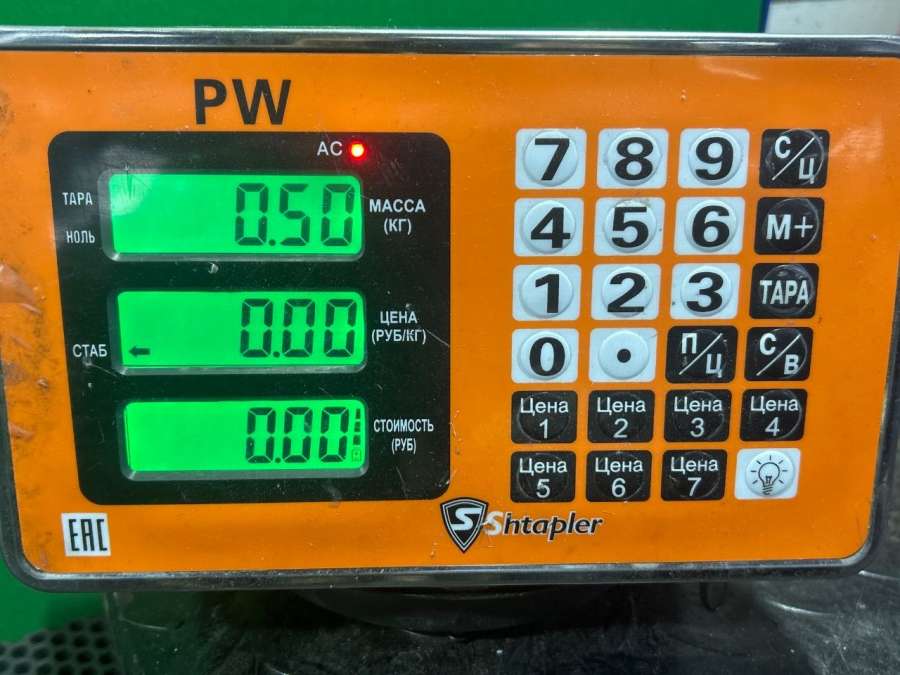 PW
AC
ТАРА
НОЛЬ
0.50
МАССА
(КГ)
СТАБ
0.00
ЦЕНА
(РУБ/КГ)
0.00
СТОИМОСТЬ
(РУБ)
7 8 9 С/Ц
4 5 6 М+
1 2 3 ТАРА
0 • П/Ц С/В
Цена 1
Цена 2
Цена 3
Цена 4
Цена 5
Цена 6
Цена 7
EAC
S Shtapler